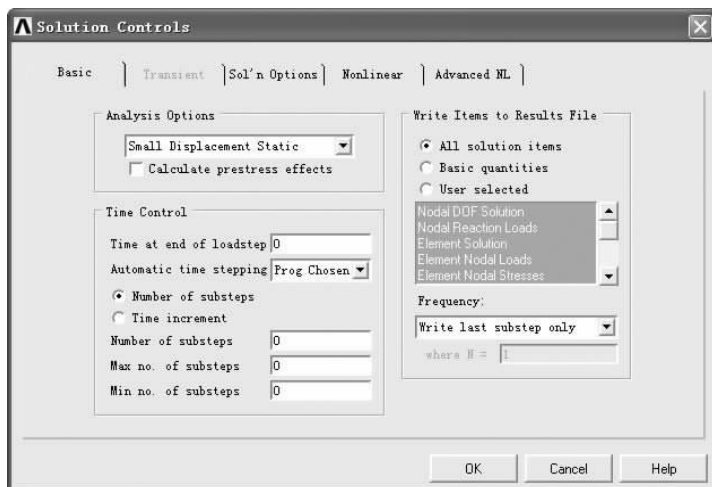 Solution Controls
Basic
Transient
Sol'n Options
Nonlinear
Advanced NL
Analysis Options
Small Displacement Static
Calculate prestress effects
Time Control
Time at end of loadstep 0
Automatic time stepping Prog Chosen
Number of substeps
Time increment
Number of substeps 0
Max no. of substeps 0
Min no. of substeps 0
Write Items to Results File
All solution items
Basic quantities
User selected
Nodal DOF Solution
Nodal Reaction Loads
Element Solution
Element Nodal Loads
Element Nodal Stresses
Frequency:
Write last substep only
where N = 1
OK
Cancel
Help